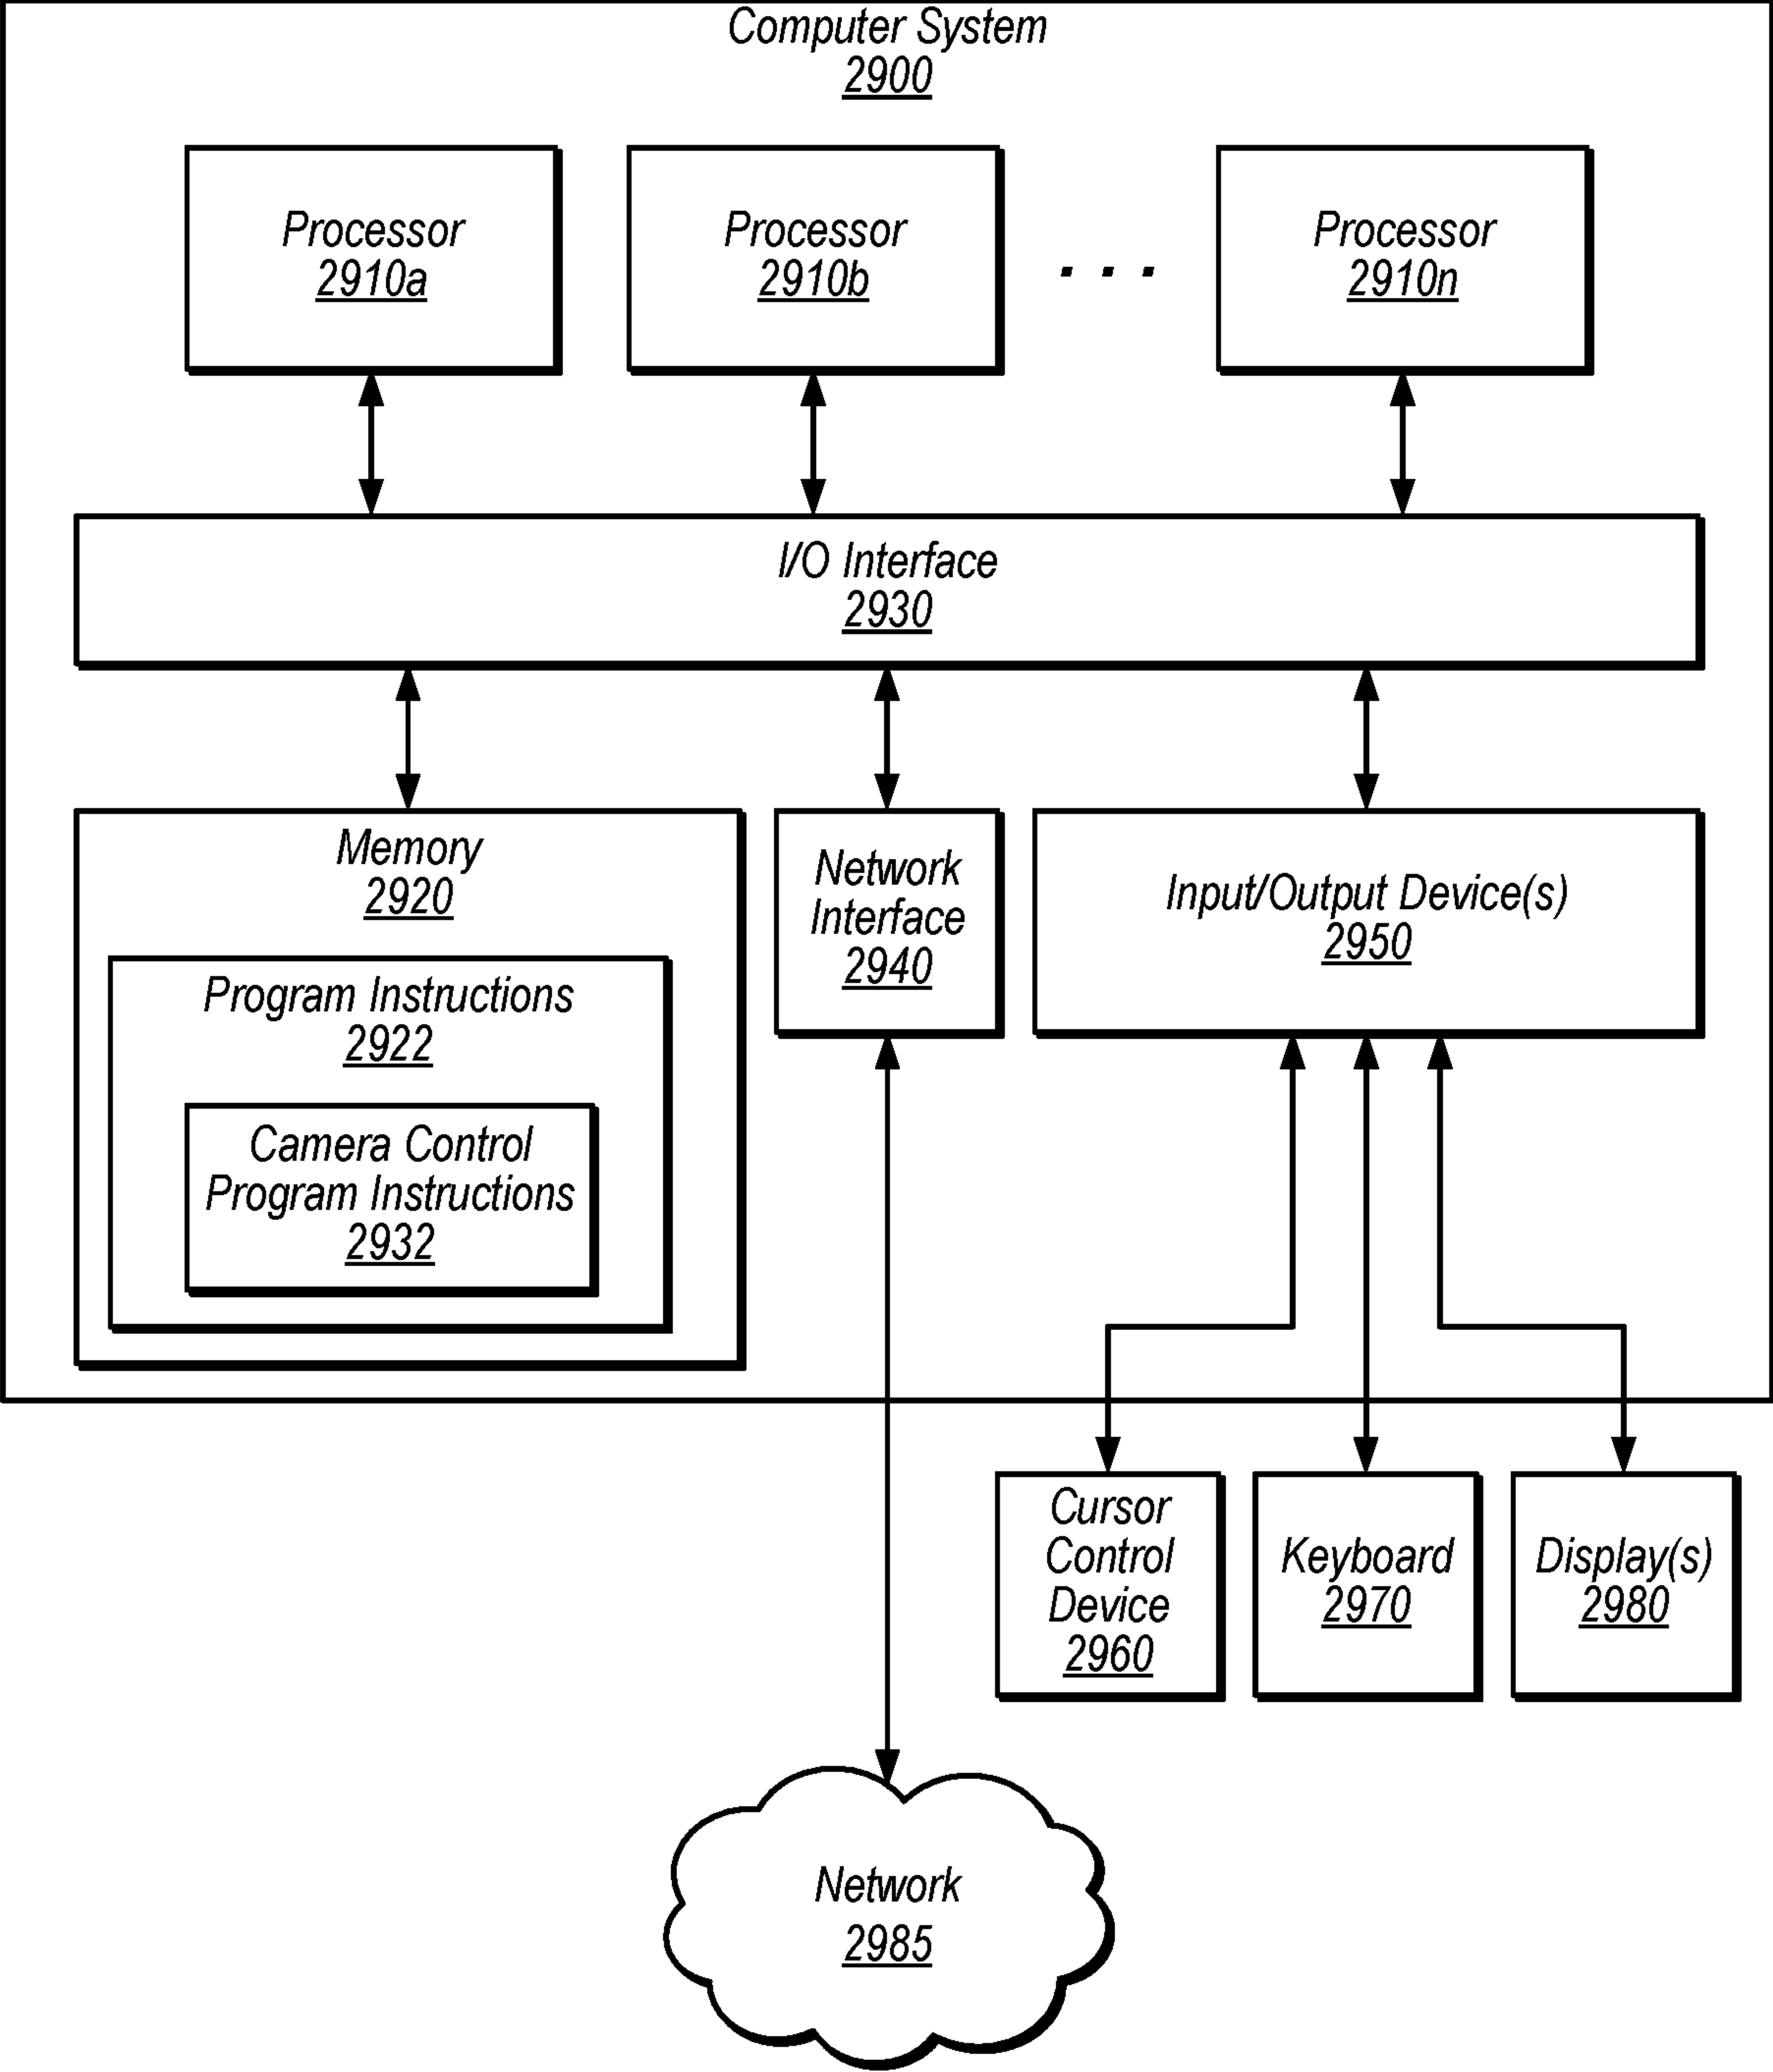 Computer System
2900
Processor
2910a
Processor
2910b
. . .
Processor
2910n
I/O Interface
2930
Memory
2920
Program Instructions
2922
Camera Control
Program Instructions
2932
Network
Interface
2940
Input/Output Device(s)
2950
Cursor
Control
Device
2960
Keyboard
2970
Display(s)
2980
Network
2985